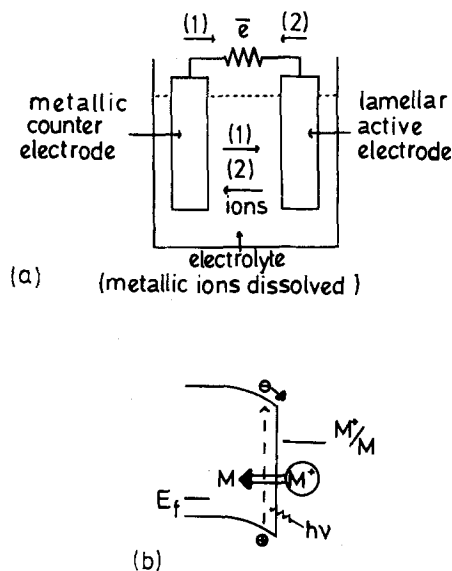 (1) e̅ (2)
metallic
counter
electrode
lamellar
active
electrode
(1)
(2)
ions
electrolyte
(metallic ions dissolved )
(a)
⊖
M⁺/M
M M⁺
E_f
hν
⊕
(b)